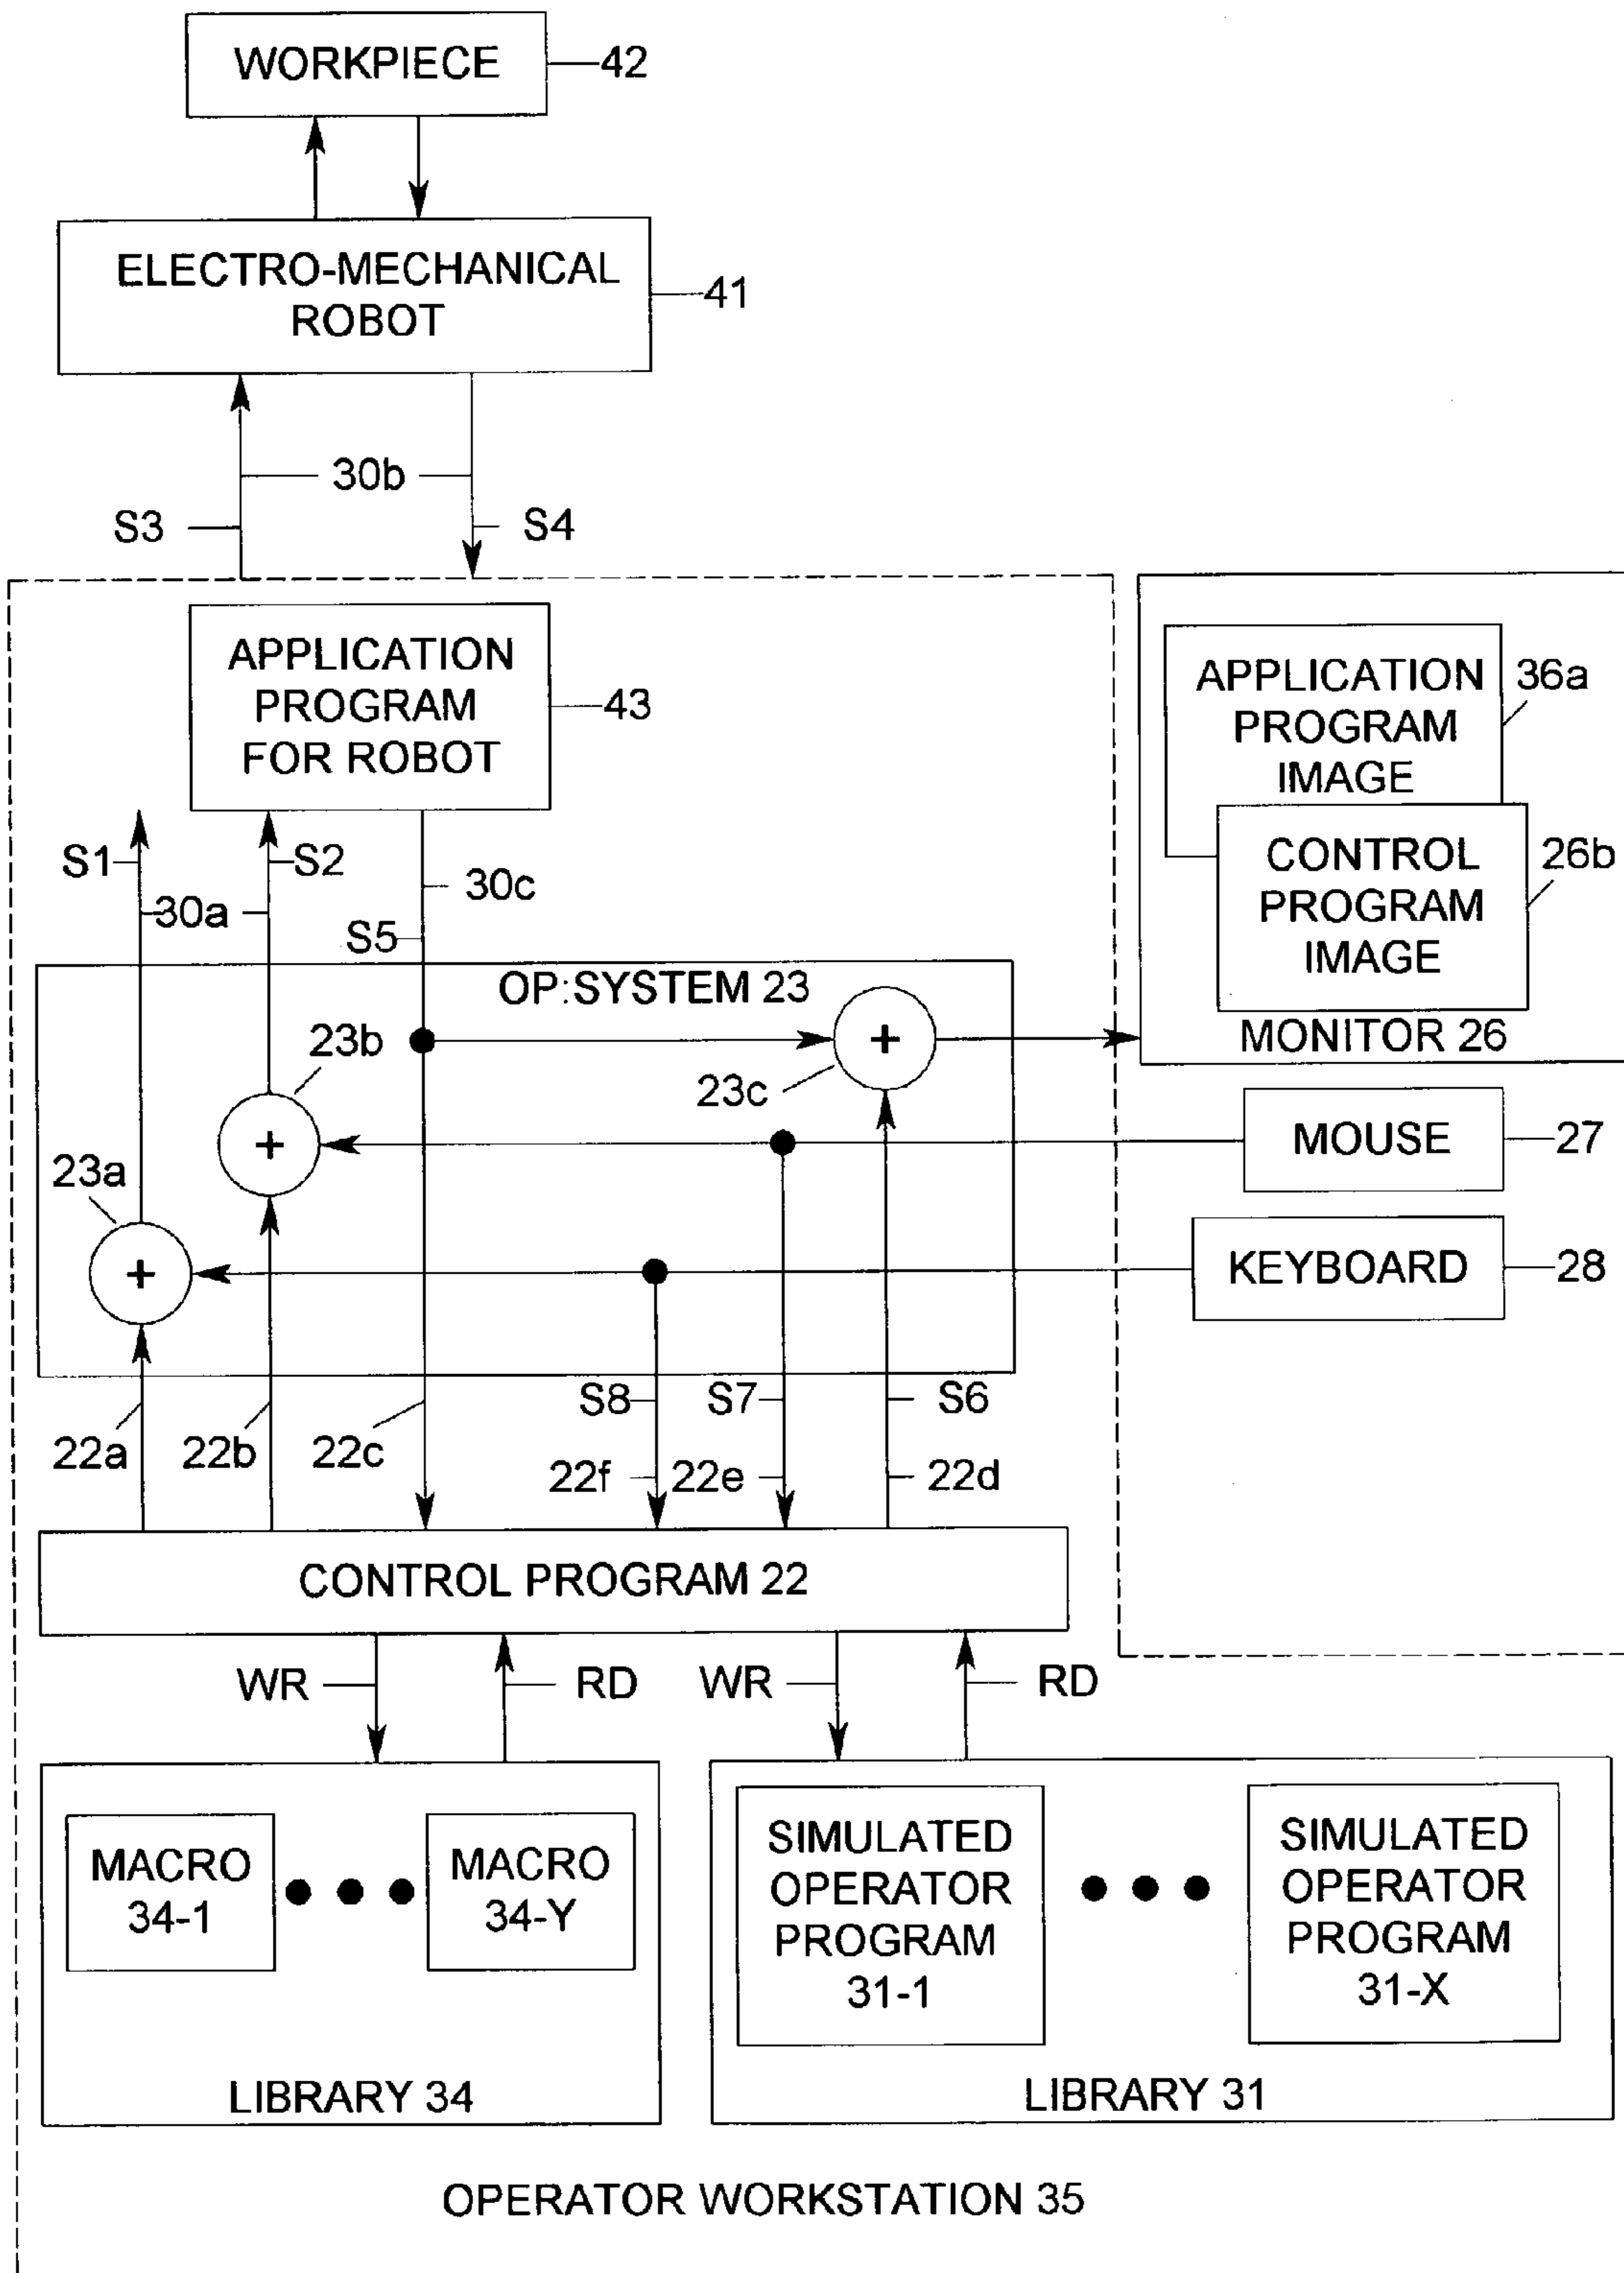 WORKPIECE
42
ELECTRO-MECHANICAL
ROBOT
41
30b
S3
S4
APPLICATION
PROGRAM
FOR ROBOT
43
APPLICATION
PROGRAM
IMAGE
36a
CONTROL
PROGRAM
IMAGE
26b
MONITOR 26
S1
S2
30a
30c
S5
OP:SYSTEM 23
23b
23c
23a
+
+
+
MOUSE
27
KEYBOARD
28
S8
S7
S6
22a
22b
22c
22f
22e
22d
CONTROL PROGRAM 22
WR
RD
WR
RD
MACRO
34-1
MACRO
34-Y
LIBRARY 34
SIMULATED
OPERATOR
PROGRAM
31-1
SIMULATED
OPERATOR
PROGRAM
31-X
LIBRARY 31
OPERATOR WORKSTATION 35